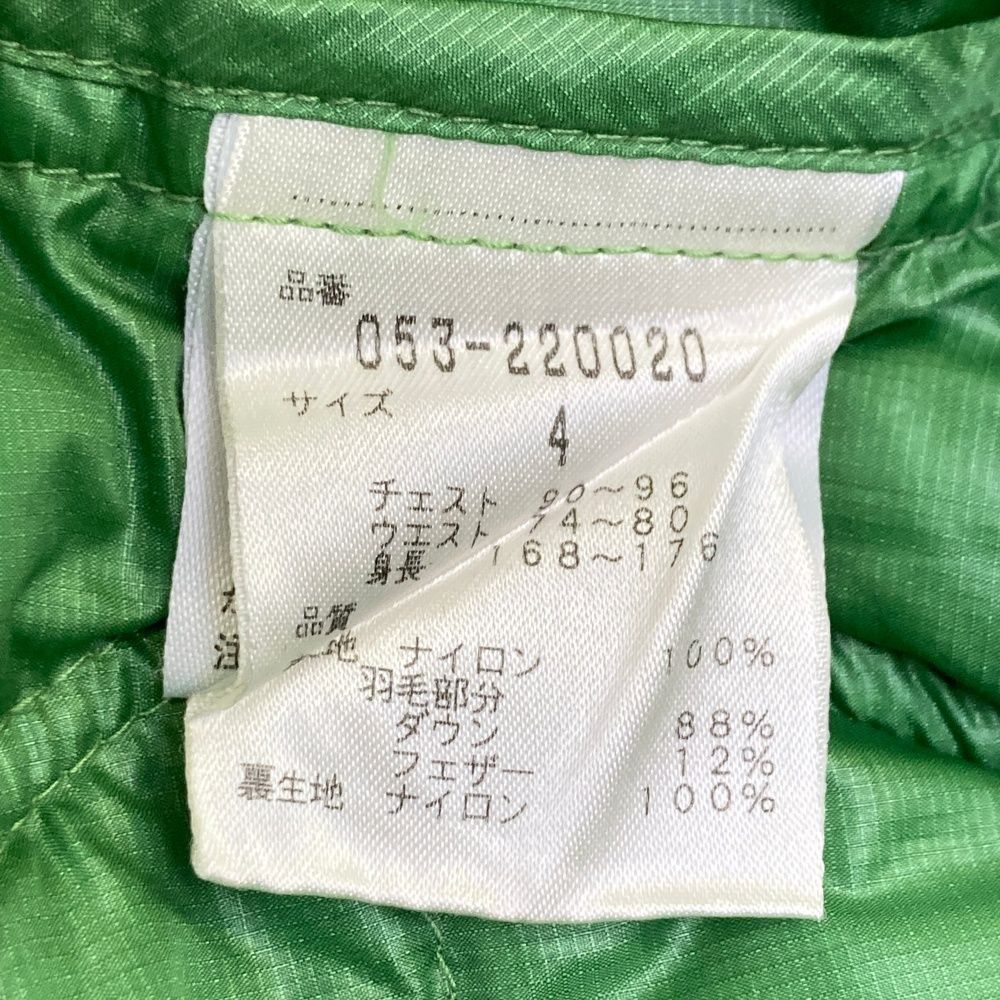 品番
053-220020
サイズ
4
チェスト 90～96
ウエスト 74～80
身長 168～176
品質
地 ナイロン 100%
羽毛部分
ダウン 88%
フェザー 12%
裏生地 ナイロン 100%
注